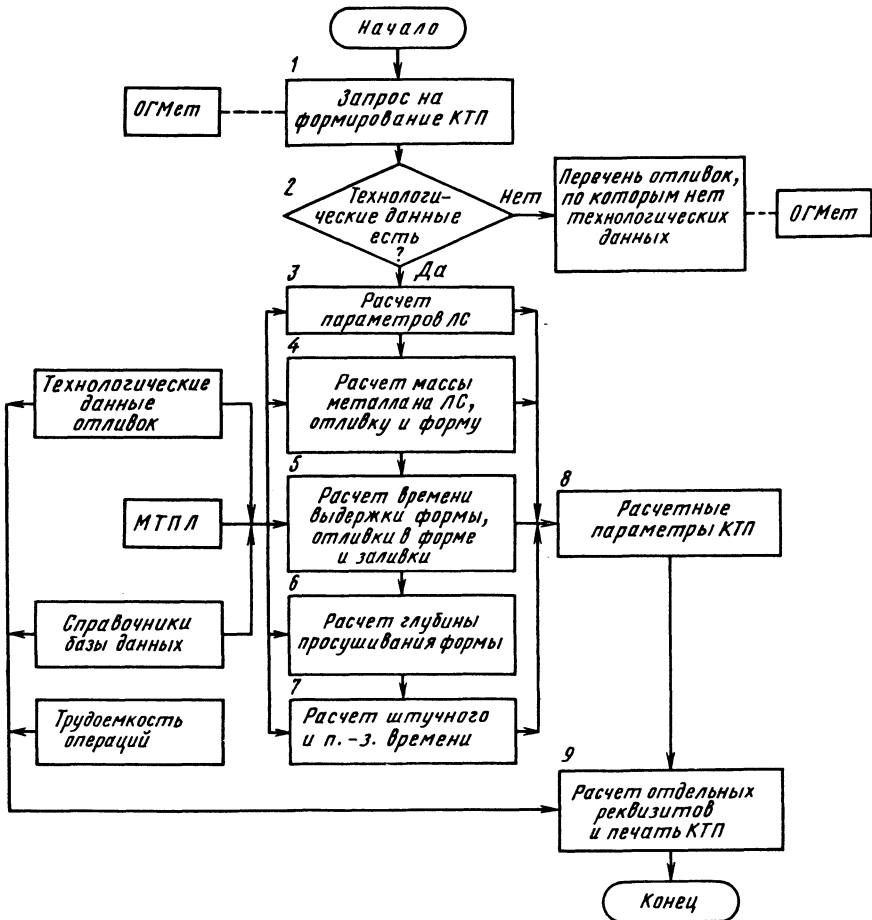 Начало
1
Запрос на
формирование КТП
ОГМет
2
Технологи-
ческие данные
есть
?
Нет
Перечень отливок,
по которым нет
технологических
данных
ОГМет
Да
3
Расчет
параметров ЛС
4
Расчет массы
металла на ЛС,
отливку и форму
Технологические
данные
отливок
5
Расчет времени
выдержки формы,
отливки в форме
и заливки
МТПЛ
8
Расчетные
параметры КТП
6
Расчет глубины
просушивания формы
Справочники
базы данных
7
Расчет штучного
и п.-з. времени
Трудоемкость
операций
9
Расчет отдельных
реквизитов
и печать КТП
Конец